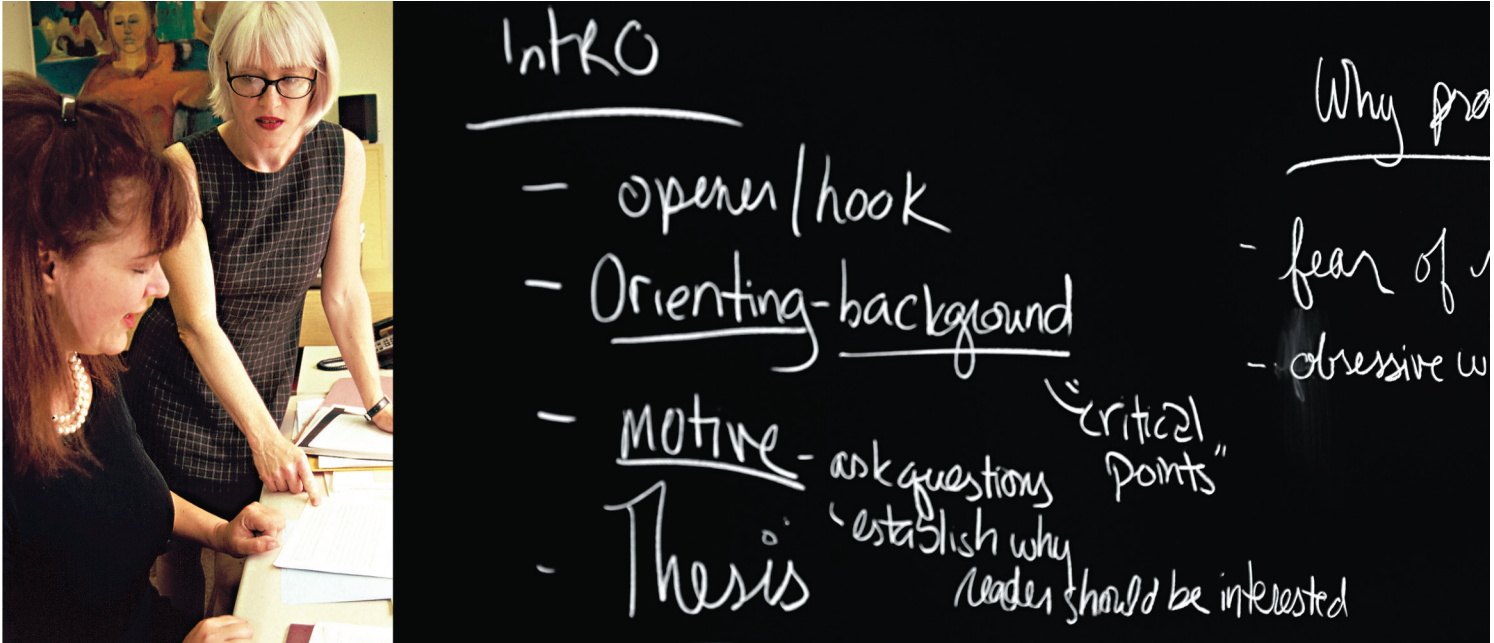 Intro
- opener/hook
- Orienting-background
"critical
points"
- Motive - ask questions
- establish why
reader should be interested
- Thesis
Why
- fear of
- obsessive